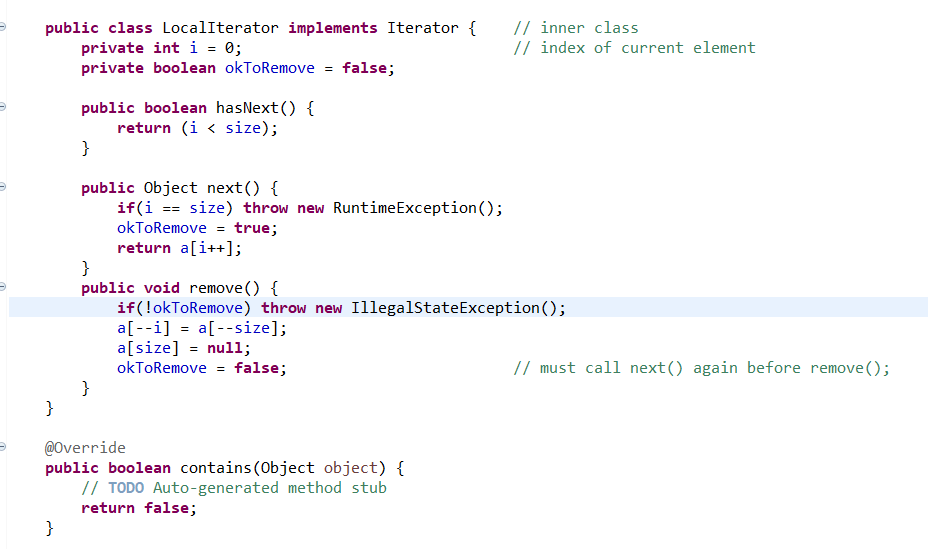 public class LocalIterator implements Iterator {    // inner class
    private int i = 0;                              // index of current element
    private boolean okToRemove = false;

    public boolean hasNext() {
        return (i < size);
    }

    public Object next() {
        if(i == size) throw new RuntimeException();
        okToRemove = true;
        return a[i++];
    }
    public void remove() {
        if(!okToRemove) throw new IllegalStateException();
        a[--i] = a[--size];
        a[size] = null;
        okToRemove = false;                         // must call next() again before remove();
    }
}

@Override
public boolean contains(Object object) {
    // TODO Auto-generated method stub
    return false;
}